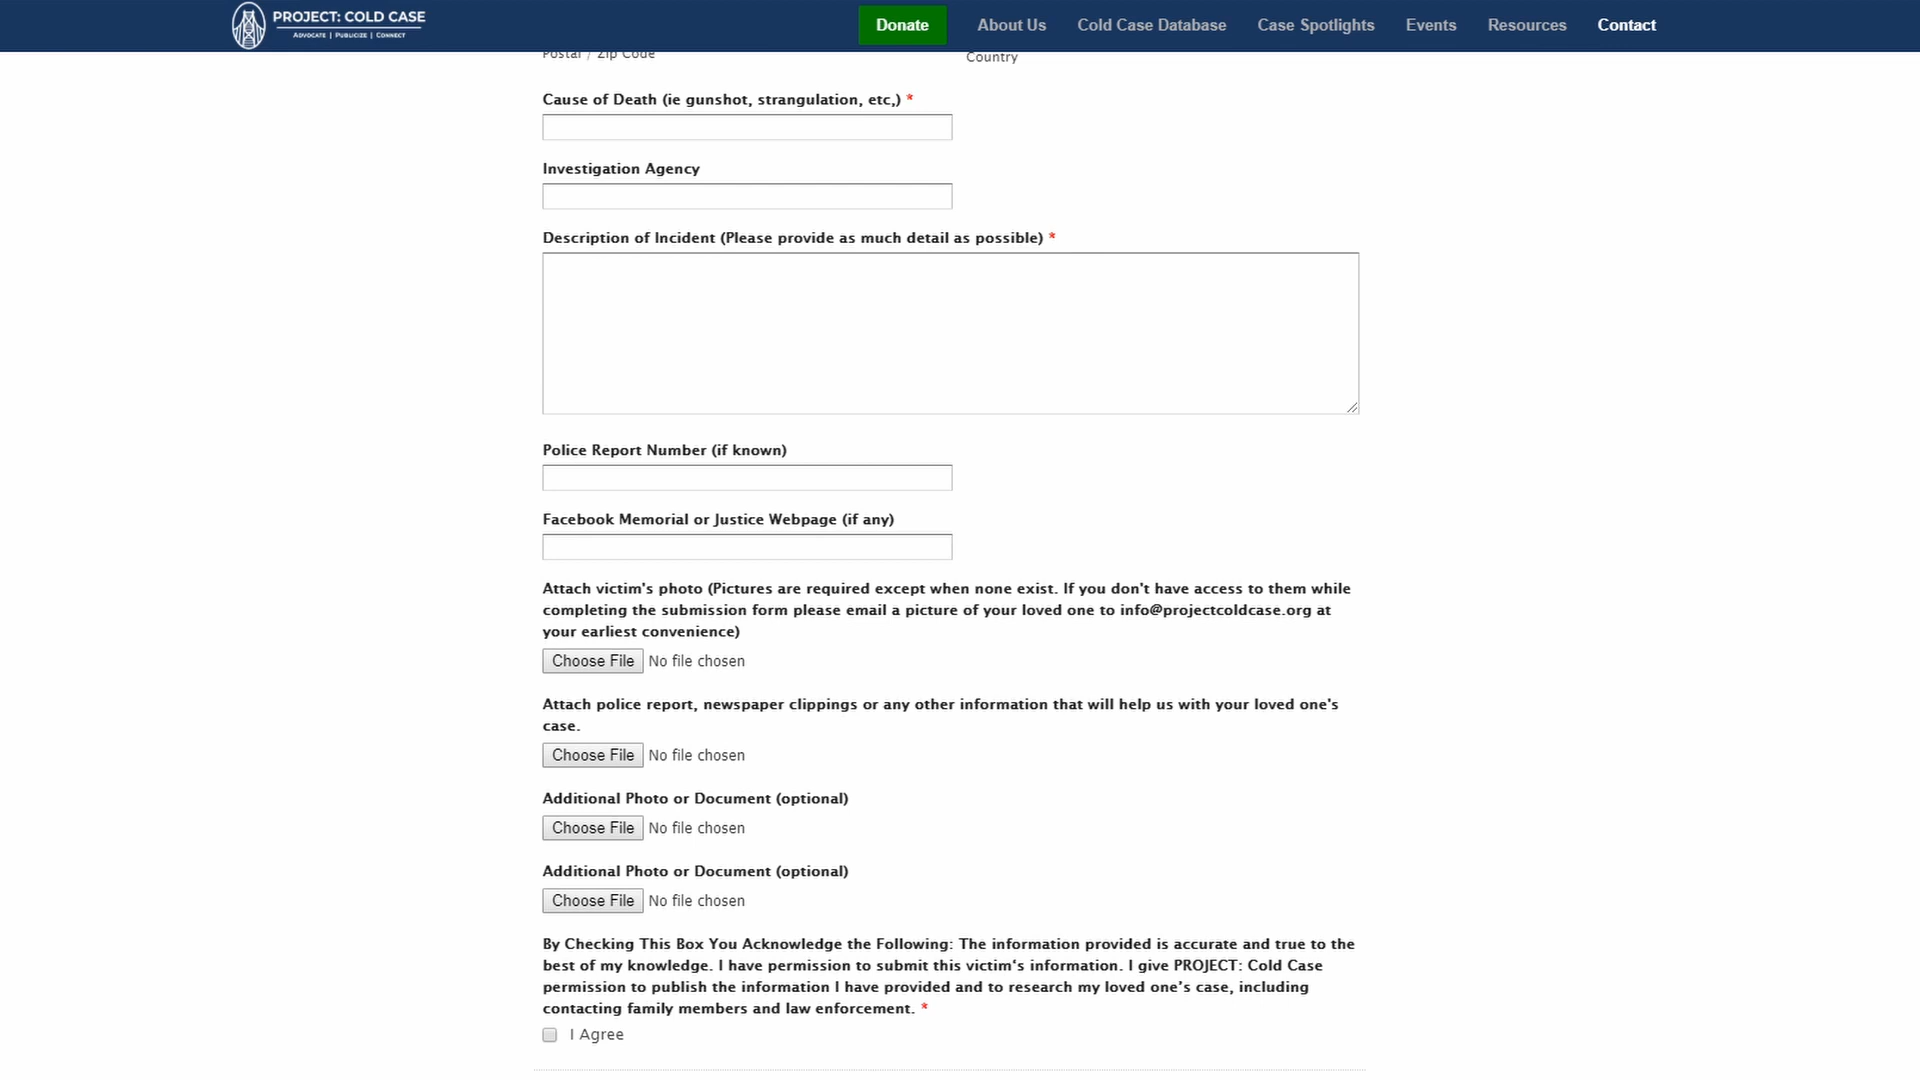 PROJECT: COLD CASE
ADVOCATE | PUBLICIZE | CONNECT
Donate
About Us
Cold Case Database
Case Spotlights
Events
Resources
Contact
Postal / Zip Code
Country
Cause of Death (ie gunshot, strangulation, etc,) *
Investigation Agency
Description of Incident (Please provide as much detail as possible) *
Police Report Number (if known)
Facebook Memorial or Justice Webpage (if any)
Attach victim's photo (Pictures are required except when none exist. If you don't have access to them while
completing the submission form please email a picture of your loved one to info@projectcoldcase.org at
your earliest convenience)
Choose File No file chosen
Attach police report, newspaper clippings or any other information that will help us with your loved one's
case.
Choose File No file chosen
Additional Photo or Document (optional)
Choose File No file chosen
Additional Photo or Document (optional)
Choose File No file chosen
By Checking This Box You Acknowledge the Following: The information provided is accurate and true to the
best of my knowledge. I have permission to submit this victim‘s information. I give PROJECT: Cold Case
permission to publish the information I have provided and to research my loved one’s case, including
contacting family members and law enforcement. *
I Agree